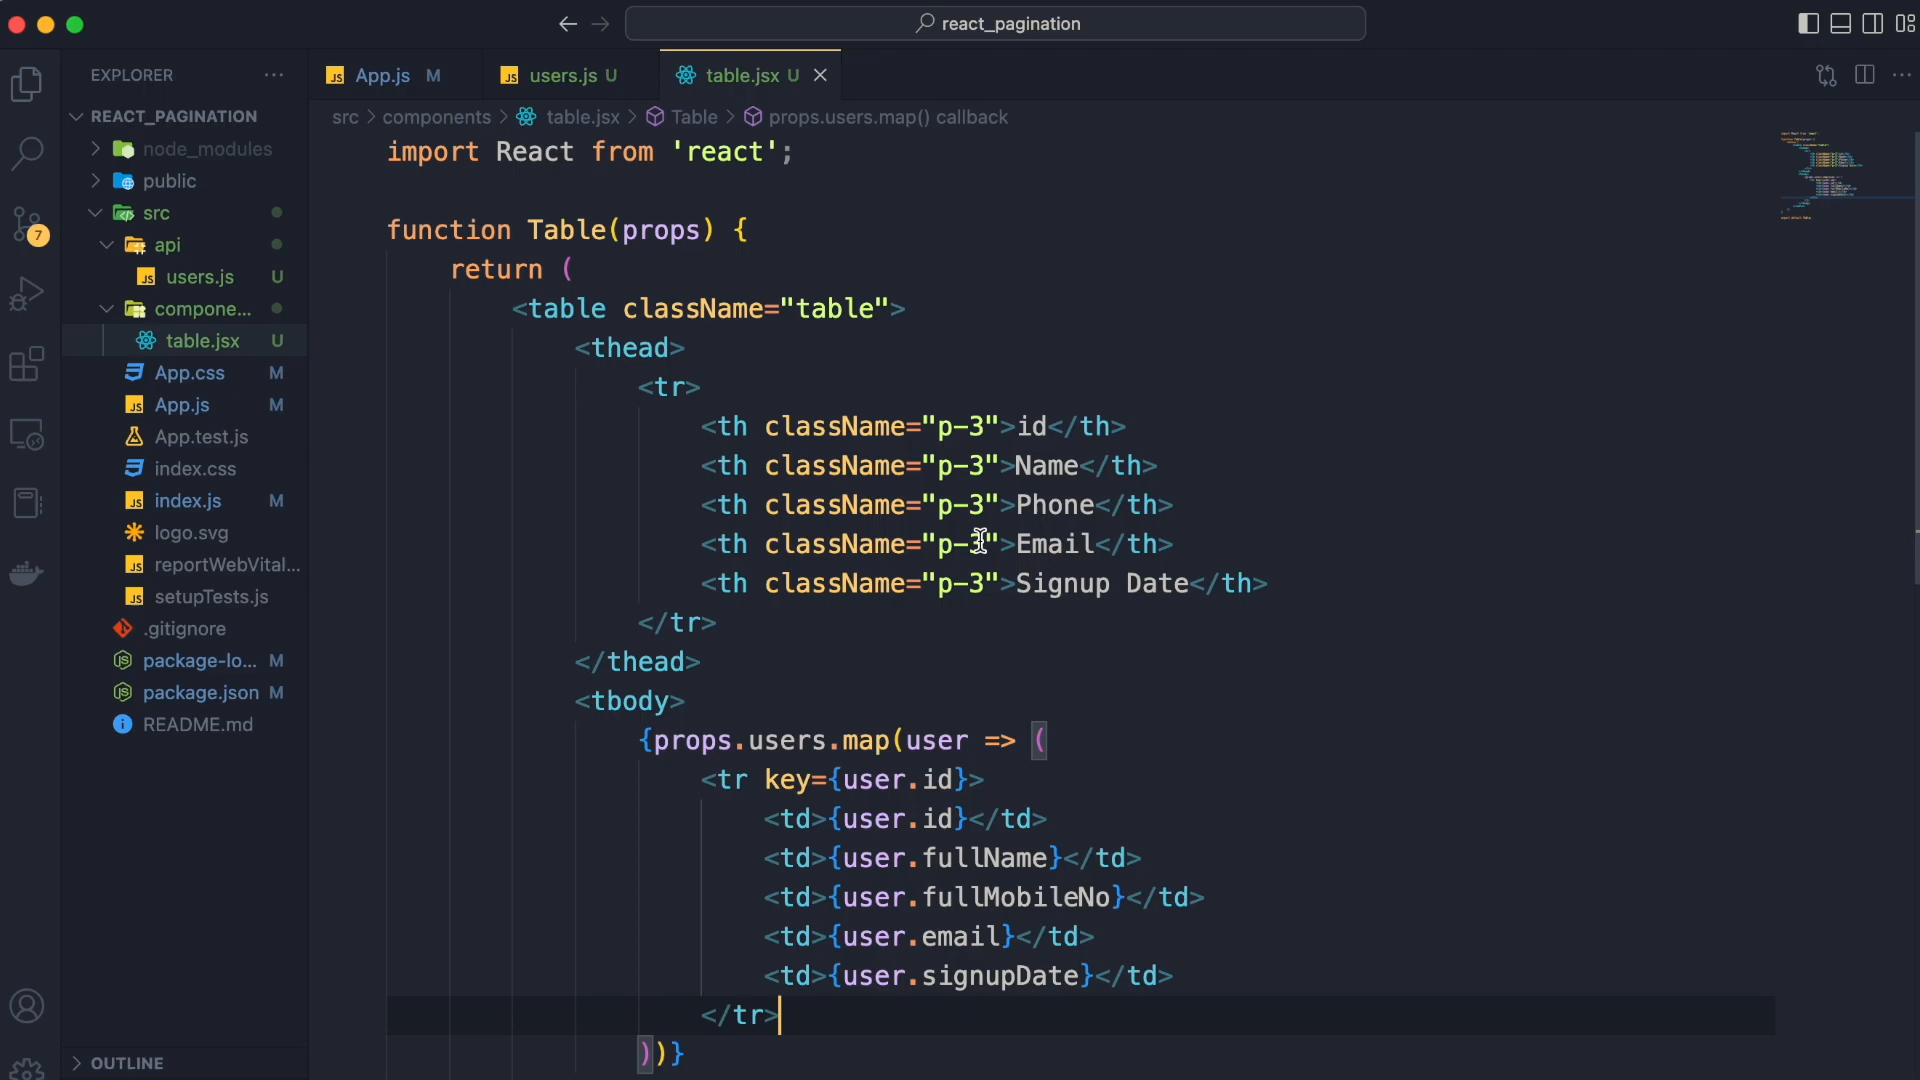 react_pagination
EXPLORER
App.js M
users.js U
table.jsx U
REACT_PAGINATION
src > components > table.jsx > Table > props.users.map() callback
node_modules
public
src
api
users.js U
compone...
table.jsx U
App.css M
App.js M
App.test.js
index.css
index.js M
logo.svg
reportWebVital...
setupTests.js
.gitignore
package-lo... M
package.json M
README.md
OUTLINE
7
import React from 'react';
function Table(props) {
return (
<table className="table">
<thead>
<tr>
<th className="p-3">id</th>
<th className="p-3">Name</th>
<th className="p-3">Phone</th>
<th className="p-3">Email</th>
<th className="p-3">Signup Date</th>
</tr>
</thead>
<tbody>
{props.users.map(user => (
<tr key={user.id}>
<td>{user.id}</td>
<td>{user.fullName}</td>
<td>{user.fullMobileNo}</td>
<td>{user.email}</td>
<td>{user.signupDate}</td>
</tr>
))}